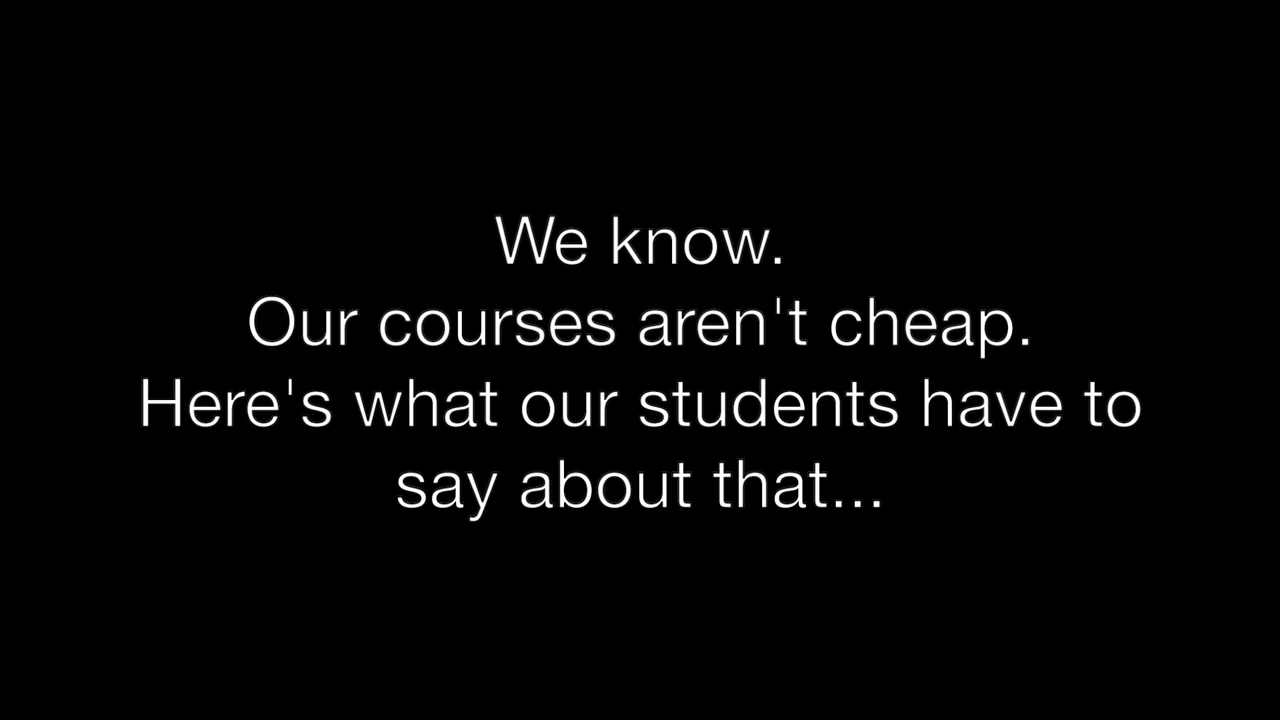 We know.
Our courses aren't cheap.
Here's what our students have to
say about that...